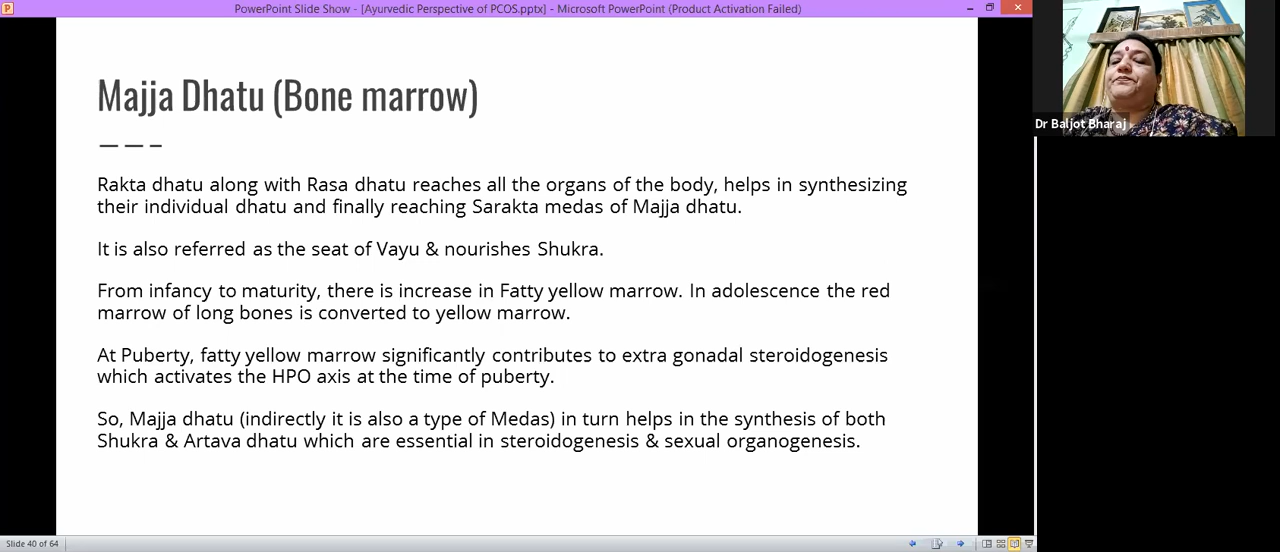 PowerPoint Slide Show - [Ayurvedic Perspective of PCOS.pptx] - Microsoft PowerPoint (Product Activation Failed)
Majja Dhatu (Bone marrow)
Rakta dhatu along with Rasa dhatu reaches all the organs of the body, helps in synthesizing
their individual dhatu and finally reaching Sarakta medas of Majja dhatu.
It is also referred as the seat of Vayu & nourishes Shukra.
From infancy to maturity, there is increase in Fatty yellow marrow. In adolescence the red
marrow of long bones is converted to yellow marrow.
At Puberty, fatty yellow marrow significantly contributes to extra gonadal steroidogenesis
which activates the HPO axis at the time of puberty.
So, Majja dhatu (indirectly it is also a type of Medas) in turn helps in the synthesis of both
Shukra & Artava dhatu which are essential in steroidogenesis & sexual organogenesis.
Dr Baljot Bharaj
Slide 40 of 64